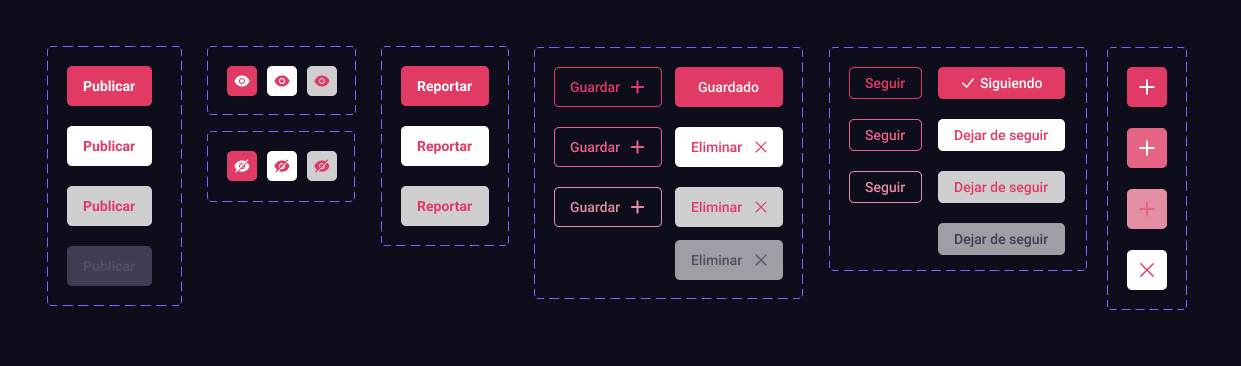 Publicar
Publicar
Publicar
Publicar
Reportar
Reportar
Reportar
Guardar
Guardado
Guardar
Eliminar
Guardar
Eliminar
Eliminar
Seguir
Siguiendo
Seguir
Dejar de seguir
Seguir
Dejar de seguir
Dejar de seguir